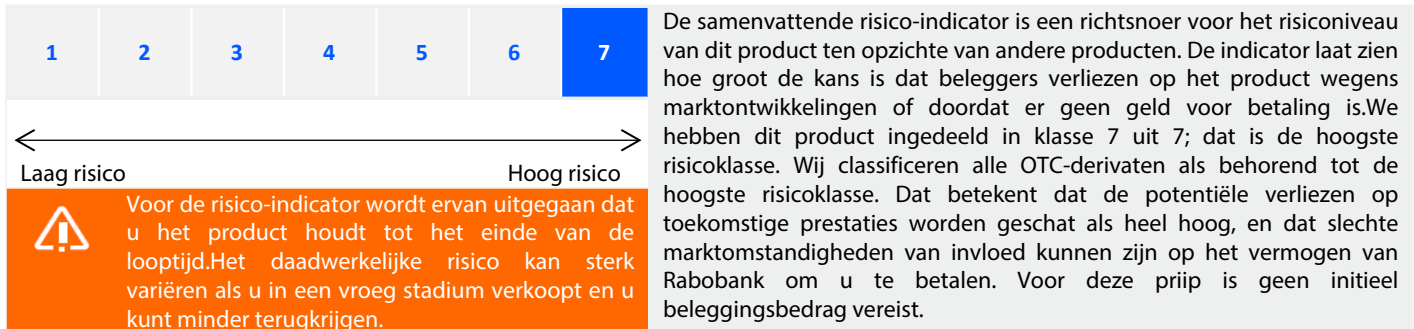 1 2 3 4 5 6 7
Laag risico Hoog risico
Voor de risico-indicator wordt ervan uitgegaan dat
u het product houdt tot het einde van de
looptijd.Het daadwerkelijke risico kan sterk
variëren als u in een vroeg stadium verkoopt en u
kunt minder terugkrijgen.
De samenvattende risico-indicator is een richtsnoer voor het risiconiveau
van dit product ten opzichte van andere producten. De indicator laat zien
hoe groot de kans is dat beleggers verliezen op het product wegens
marktontwikkelingen of doordat er geen geld voor betaling is.We
hebben dit product ingedeeld in klasse 7 uit 7; dat is de hoogste
risicoklasse. Wij classificeren alle OTC-derivaten als behorend tot de
hoogste risicoklasse. Dat betekent dat de potentiële verliezen op
toekomstige prestaties worden geschat als heel hoog, en dat slechte
marktomstandigheden van invloed kunnen zijn op het vermogen van
Rabobank om u te betalen. Voor deze priip is geen initieel
beleggingsbedrag vereist.